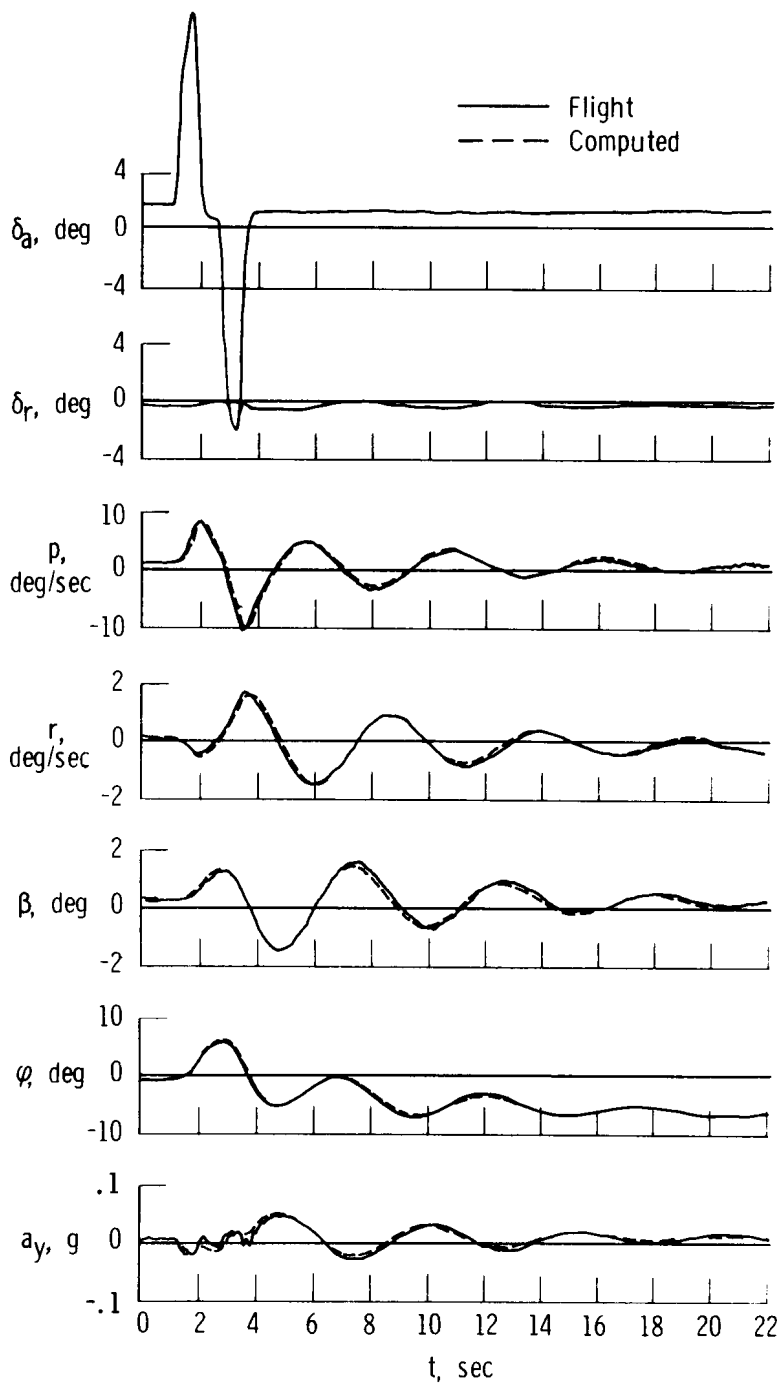 Flight
Computed
4
δa, deg 0
-4
4
δr, deg 0
-4
10
p, deg/sec 0
-10
2
r, deg/sec 0
-2
2
β, deg 0
2
10
φ, deg 0
-10
.1
ay, g 0
-.1
0 2 4 6 8 10 12 14 16 18 20 22
t, sec